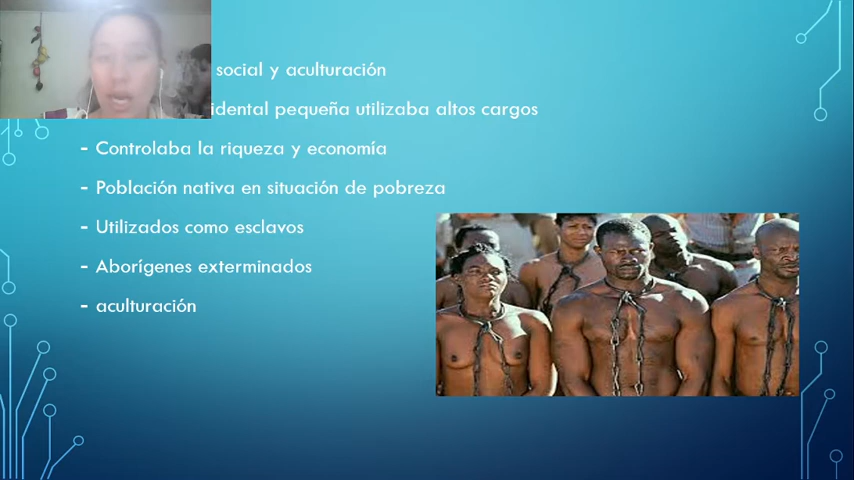 social y aculturación
pequeña utilizaba altos cargos
- Controlaba la riqueza y economía
- Población nativa en situación de pobreza
- Utilizados como esclavos
- Aborígenes exterminados
- aculturación